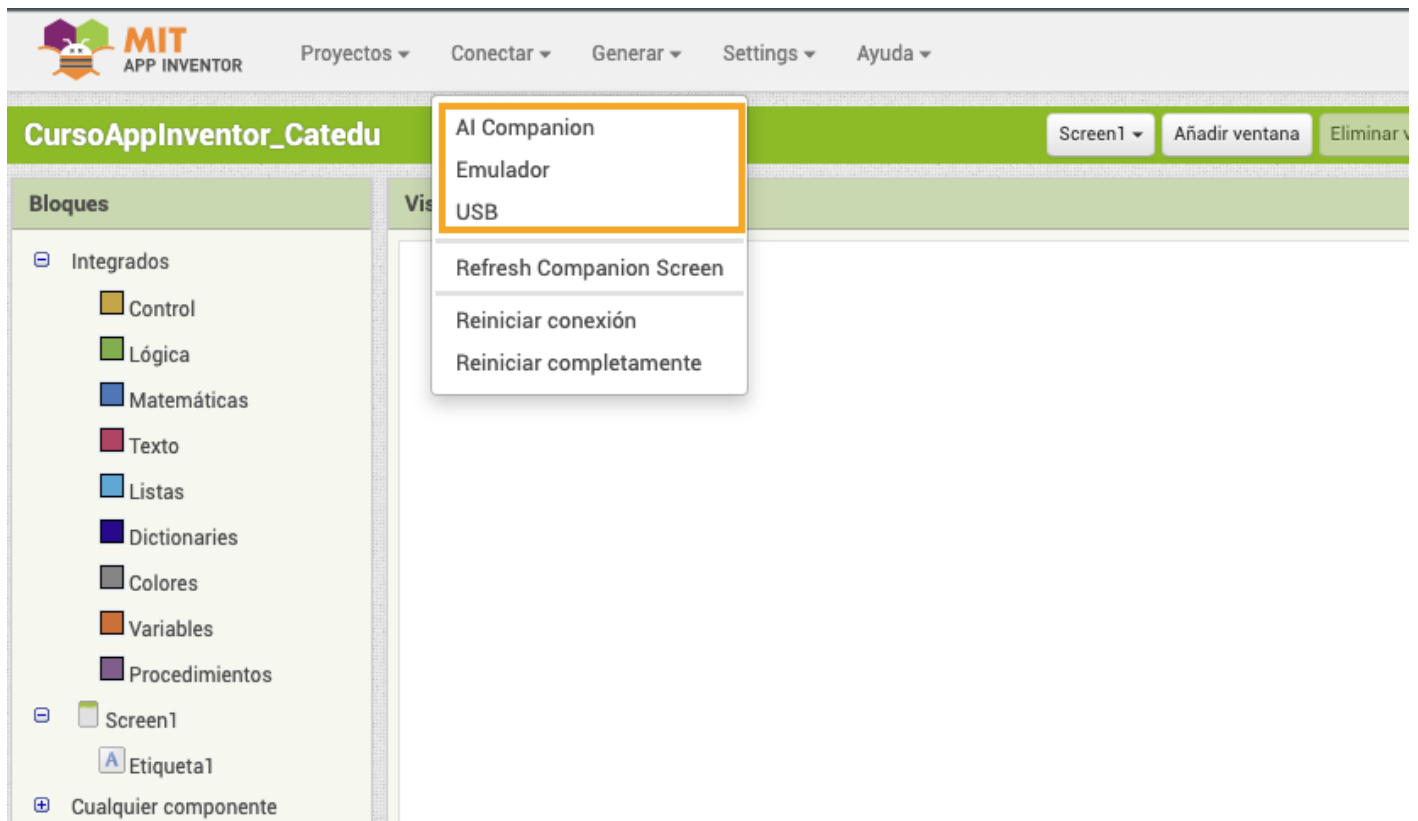 MIT
APP INVENTOR
Proyectos
Conectar
Generar
Settings
Ayuda
CursoAppInventor_Catedu
Screen1
Añadir ventana
Eliminar v
AI Companion
Emulador
USB
Refresh Companion Screen
Reiniciar conexión
Reiniciar completamente
Bloques
Vis
Integrados
Control
Lógica
Matemáticas
Texto
Listas
Dictionaries
Colores
Variables
Procedimientos
Screen1
A Etiqueta1
Cualquier componente